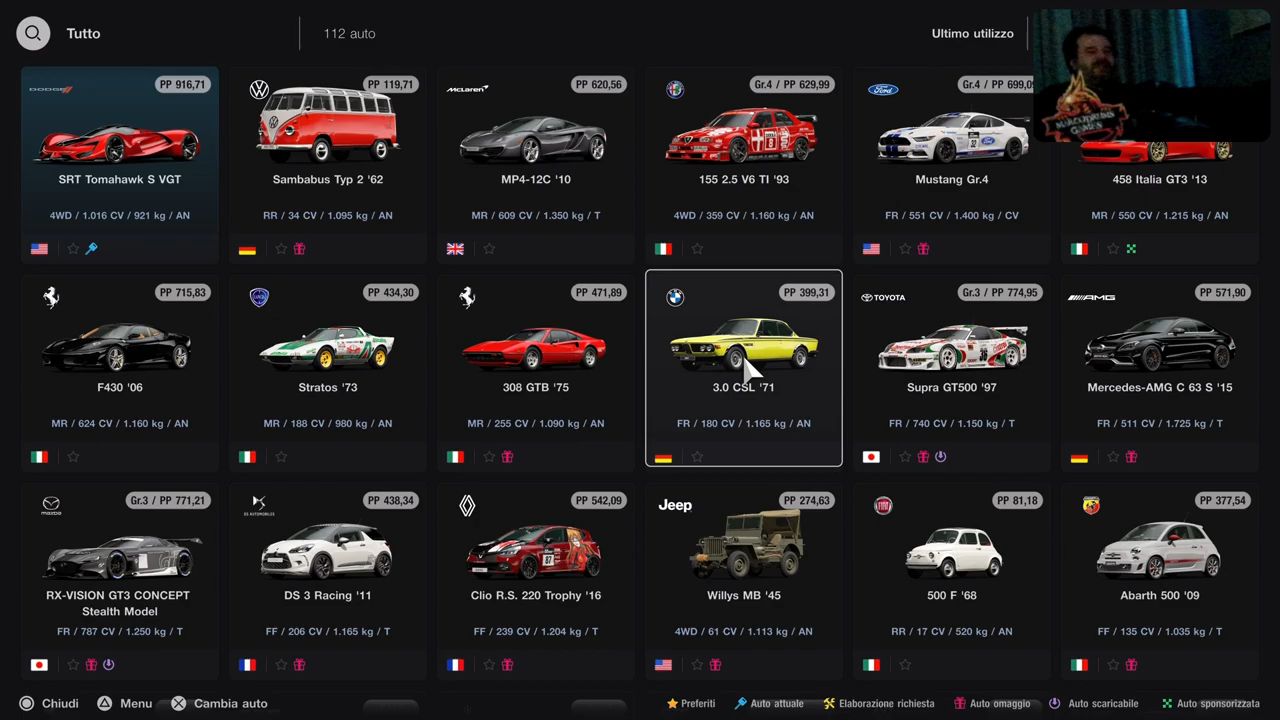 Tutto
112 auto
Ultimo utilizzo
DODGE
PP 916,71
SRT Tomahawk S VGT
4WD / 1.016 CV / 921 kg / AN
PP 119,71
Sambabus Typ 2 '62
RR / 34 CV / 1.095 kg / AN
McLaren
PP 620,56
MP4-12C '10
MR / 609 CV / 1.350 kg / T
Gr.4 / PP 629,99
155 2.5 V6 TI '93
4WD / 359 CV / 1.160 kg / AN
Ford
Gr.4 / PP 699,09
Mustang Gr.4
FR / 551 CV / 1.400 kg / CV
458 Italia GT3 '13
MR / 550 CV / 1.215 kg / AN
PP 715,83
F430 '06
MR / 624 CV / 1.160 kg / AN
PP 434,30
Stratos '73
MR / 188 CV / 980 kg / AN
PP 471,89
308 GTB '75
MR / 255 CV / 1.090 kg / AN
PP 399,31
3.0 CSL '71
FR / 180 CV / 1.165 kg / AN
TOYOTA
Gr.3 / PP 774,95
Supra GT500 '97
FR / 740 CV / 1.150 kg / T
AMG
PP 571,90
Mercedes-AMG C 63 S '15
FR / 511 CV / 1.725 kg / T
mazda
Gr.3 / PP 771,21
RX-VISION GT3 CONCEPT
Stealth Model
FR / 787 CV / 1.250 kg / T
DS AUTOMOBILES
PP 438,34
DS 3 Racing '11
FF / 206 CV / 1.165 kg / T
PP 542,09
Clio R.S. 220 Trophy '16
FF / 239 CV / 1.204 kg / T
Jeep
PP 274,63
Willys MB '45
4WD / 61 CV / 1.113 kg / AN
FIAT
PP 81,18
500 F '68
RR / 17 CV / 520 kg / AN
PP 377,54
Abarth 500 '09
FF / 135 CV / 1.035 kg / T
Chiudi
Menu
Cambia auto
Preferiti
Auto attuale
Elaborazione richiesta
Auto omaggio
Auto scaricabile
Auto sponsorizzata